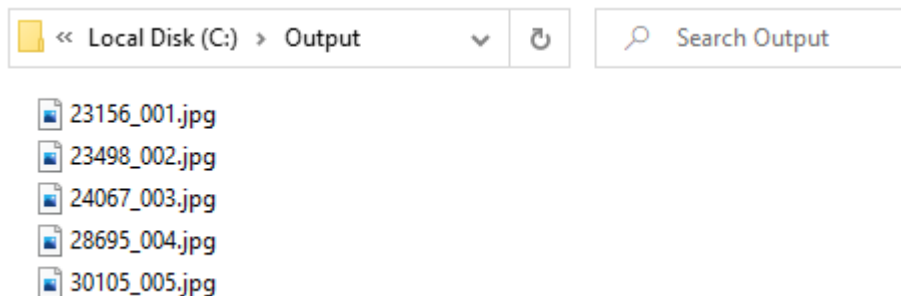 « Local Disk (C:) > Output
Search Output
23156_001.jpg
23498_002.jpg
24067_003.jpg
28695_004.jpg
30105_005.jpg